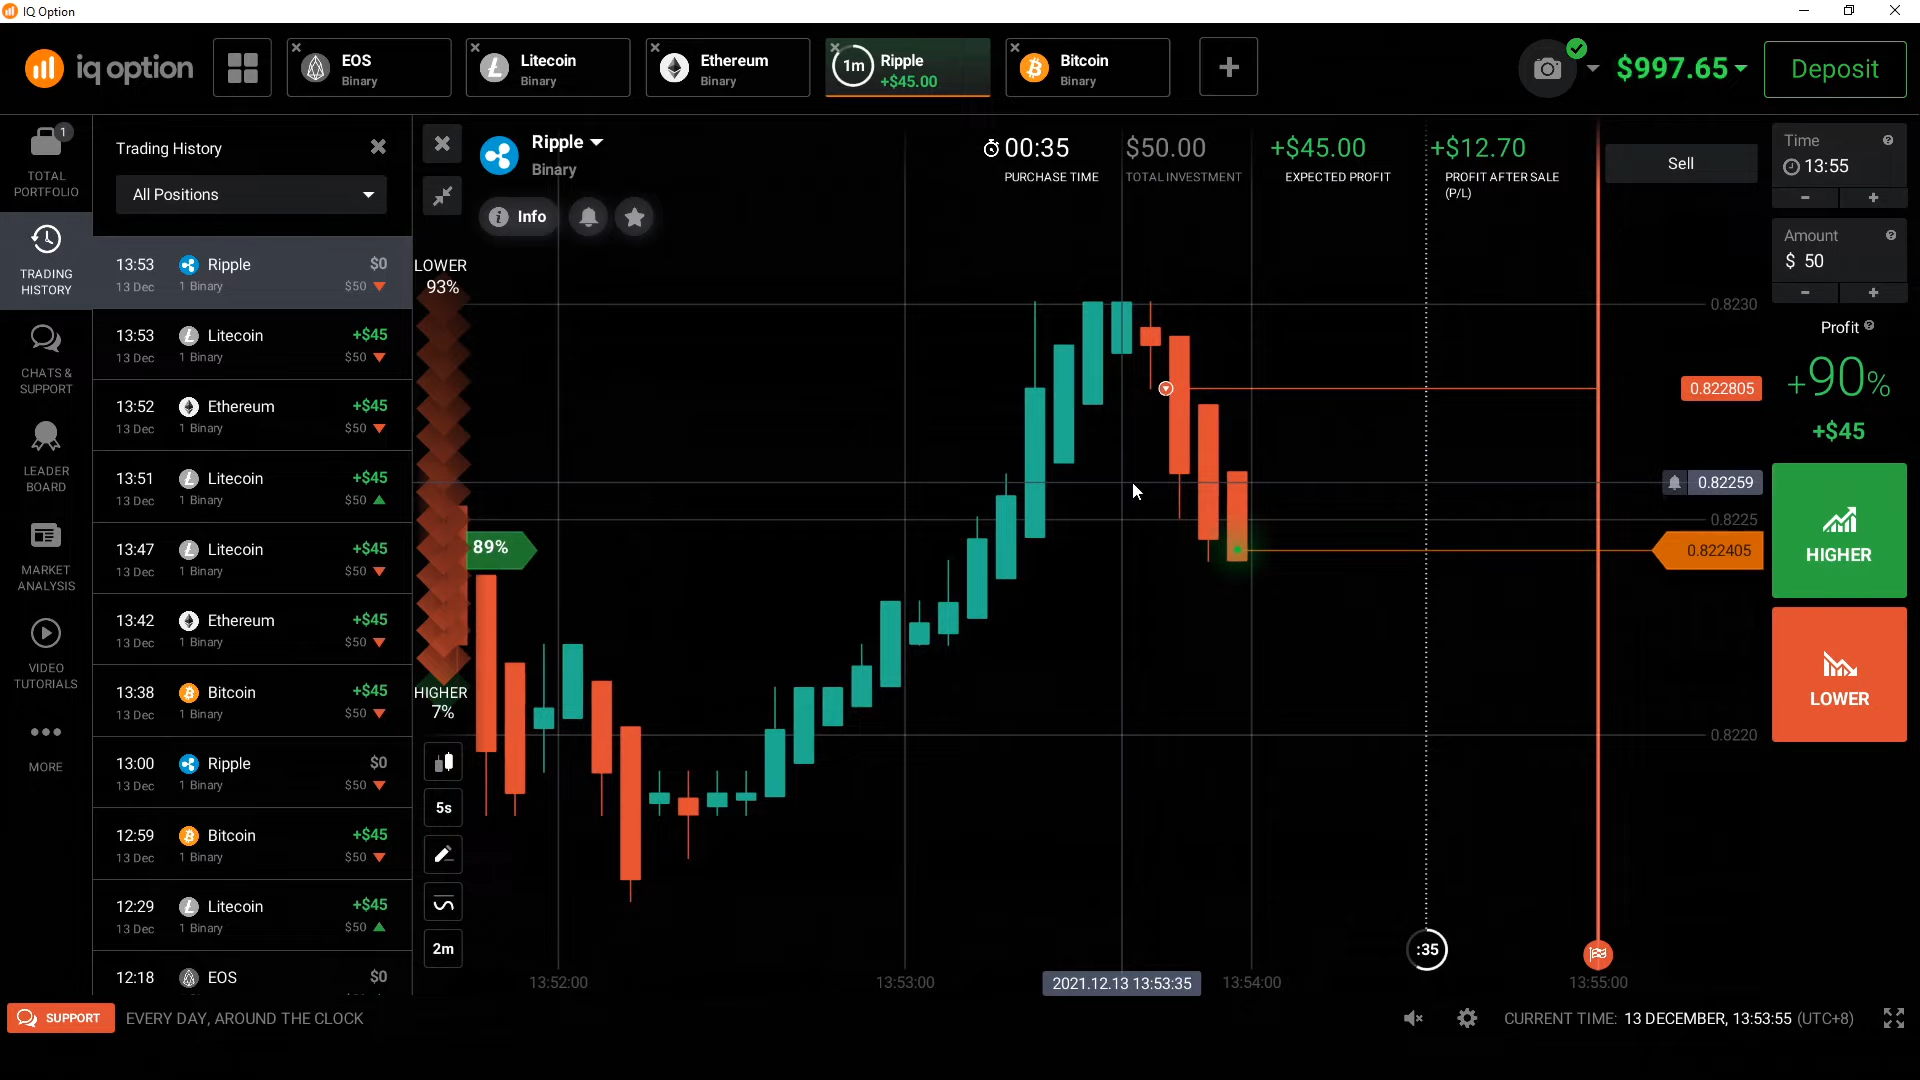 IQ Option
iq option
EOS
Binary
Litecoin
Binary
Ethereum
Binary
1m
Ripple
+$45.00
Bitcoin
Binary
$997.65
Deposit
1
TOTAL
PORTFOLIO
TRADING
HISTORY
CHATS &
SUPPORT
LEADER
BOARD
MARKET
ANALYSIS
VIDEO
TUTORIALS
MORE
Trading History
All Positions
13:53 Ripple $0
13 Dec 1 Binary $50
13:53 Litecoin +$45
13 Dec 1 Binary $50
13:52 Ethereum +$45
13 Dec 1 Binary $50
13:51 Litecoin +$45
13 Dec 1 Binary $50
13:47 Litecoin +$45
13 Dec 1 Binary $50
13:42 Ethereum +$45
13 Dec 1 Binary $50
13:38 Bitcoin +$45
13 Dec 1 Binary $50
13:00 Ripple $0
13 Dec 1 Binary $50
12:59 Bitcoin +$45
13 Dec 1 Binary $50
12:29 Litecoin +$45
13 Dec 1 Binary $50
12:18 EOS $0
Ripple
Binary
Info
00:35
PURCHASE TIME
$50.00
TOTAL INVESTMENT
+$45.00
EXPECTED PROFIT
+$12.70
PROFIT AFTER SALE
(P/L)
Sell
LOWER
93%
89%
HIGHER
7%
5s
2m
0.8230
0.822805
0.82259
0.8225
0.822405
0.8220
:35
13:52:00
13:53:00
2021.12.13 13:53:35
13:54:00
13:55:00
Time
13:55
- +
Amount
$ 50
- +
Profit
+90%
+$45
HIGHER
LOWER
SUPPORT
EVERY DAY, AROUND THE CLOCK
CURRENT TIME: 13 DECEMBER, 13:53:55 (UTC+8)